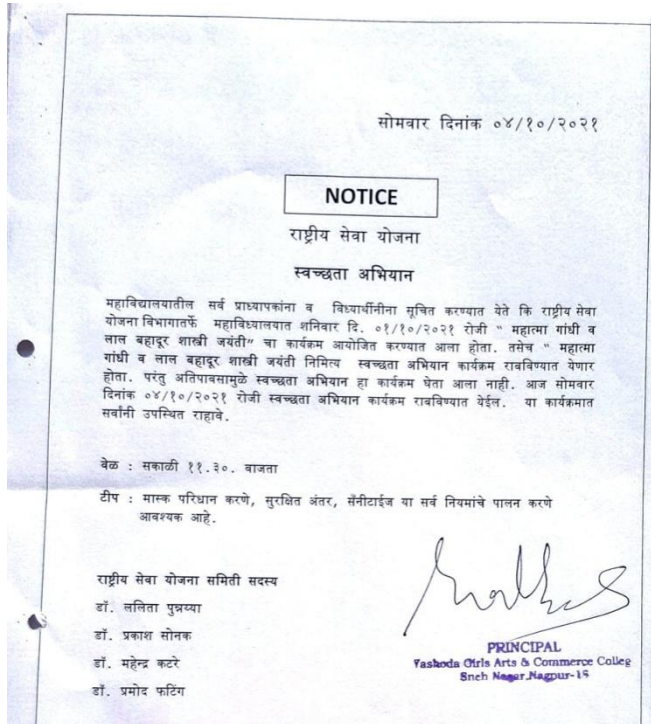 सोमवार दिनांक ०४/१०/२०२१
NOTICE
राष्ट्रीय सेवा योजना
स्वच्छता अभियान
महाविद्यालयातील सर्व प्राध्यापकांना व विध्यार्थीनीना सूचित करण्यात येते कि राष्ट्रीय सेवा
योजना विभागातर्फे महाविध्यालयात शनिवार दि. ०१/१०/२०२१ रोजी " महात्मा गांधी व
लाल बहादूर शास्त्री जयंती" चा कार्यक्रम आयोजित करण्यात आला होता. तसेच " महात्मा
गांधी व लाल बहादूर शास्त्री जयंती निमित्य स्वच्छता अभियान कार्यक्रम राबविण्यात येणार
होता. परंतु अतिपावसामुळे स्वच्छता अभियान हा कार्यक्रम घेता आला नाही. आज सोमवार
दिनांक ०४/१०/२०२१ रोजी स्वच्छता अभियान कार्यक्रम राबविण्यात येईल. या कार्यक्रमात
सर्वांनी उपस्थित राहावे.
वेळ : सकाळी ११.३०. वाजता
टीप : मास्क परिधान करणे, सुरक्षित अंतर, सॅनीटाईज या सर्व नियमांचे पालन करणे
आवश्यक आहे.
राष्ट्रीय सेवा योजना समिती सदस्य
डॉ. ललिता पुन्नय्या
डॉ. प्रकाश सोनक
डॉ. महेन्द्र कटरे
डॉ. प्रमोद फटिंग
PRINCIPAL
Yashoda Girls Arts & Commerce Colleg
Sneh Nagar,Nagpur-15